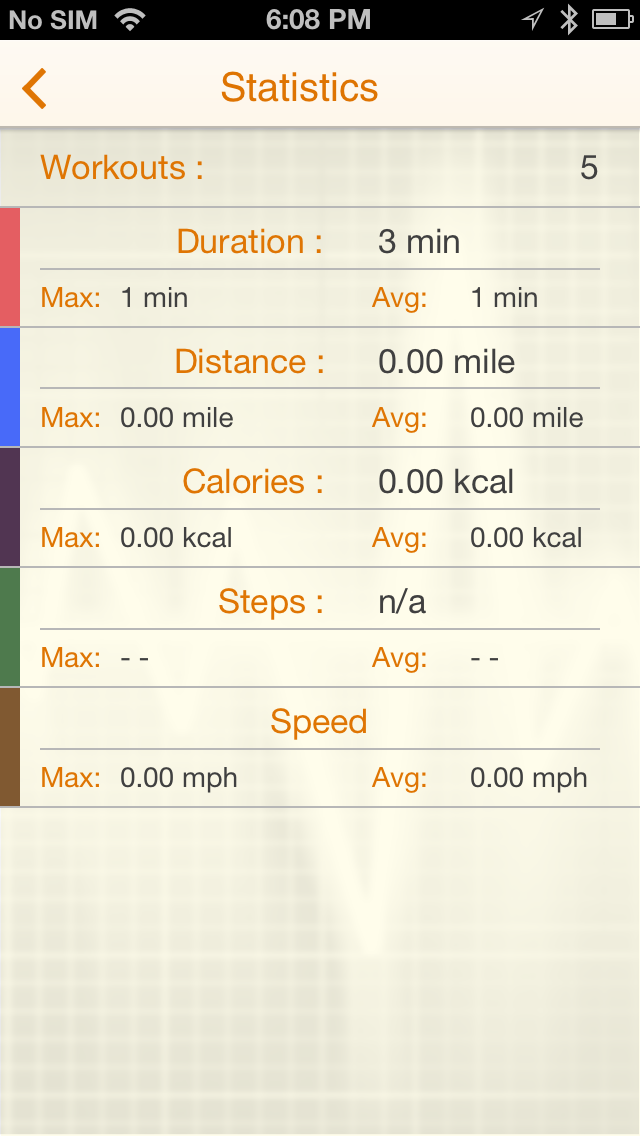 No SIM 6:08 PM
Statistics
Workouts : 5
Duration : 3 min
Max: 1 min Avg: 1 min
Distance : 0.00 mile
Max: 0.00 mile Avg: 0.00 mile
Calories : 0.00 kcal
Max: 0.00 kcal Avg: 0.00 kcal
Steps : n/a
Max: - - Avg: - -
Speed
Max: 0.00 mph Avg: 0.00 mph